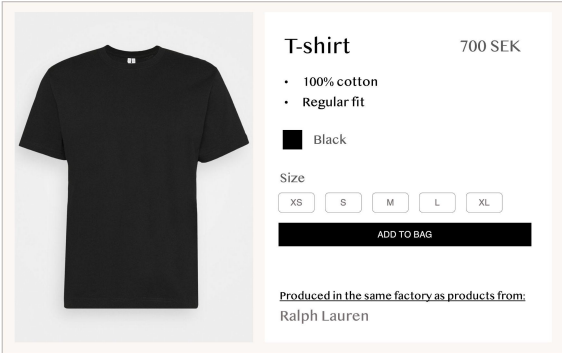 T-shirt
700 SEK
• 100% cotton
• Regular fit
Black
Size
XS S M L XL
ADD TO BAG
Produced in the same factory as products from:
Ralph Lauren